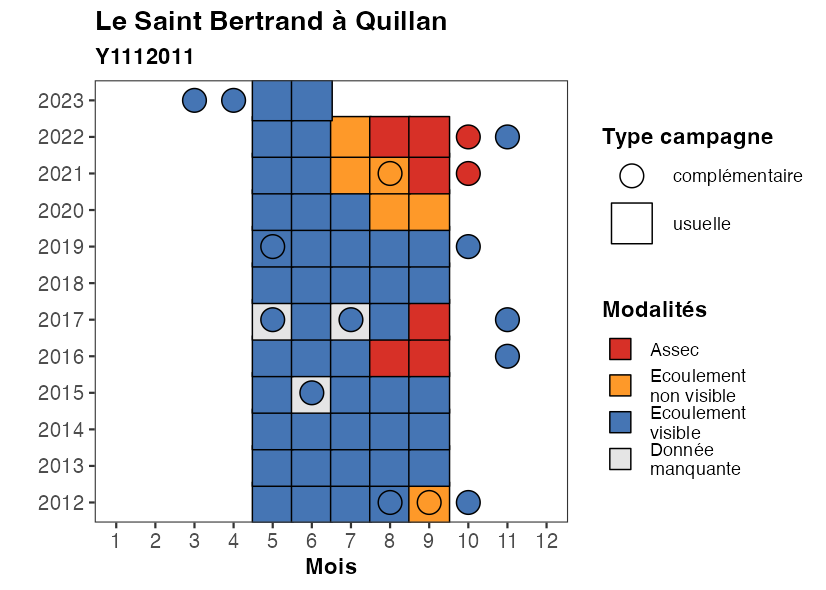 Le Saint Bertrand à Quillan
Y1112011
2023
2022
2021
2020
2019
2018
2017
2016
2015
2014
2013
2012
1 2 3 4 5 6 7 8 9 10 11 12
Mois
Type campagne
complémentaire
usuelle
Modalités
Assec
Ecoulement
non visible
Ecoulement
visible
Donnée
manquante